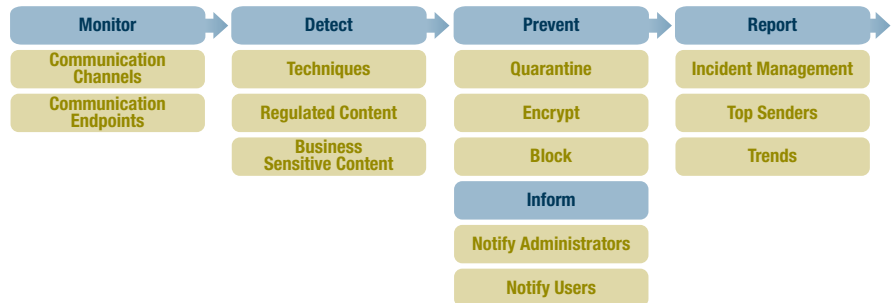 Monitor
Communication
Channels
Communication
Endpoints
Detect
Techniques
Regulated Content
Business
Sensitive Content
Prevent
Quarantine
Encrypt
Block
Inform
Notify Administrators
Notify Users
Report
Incident Management
Top Senders
Trends